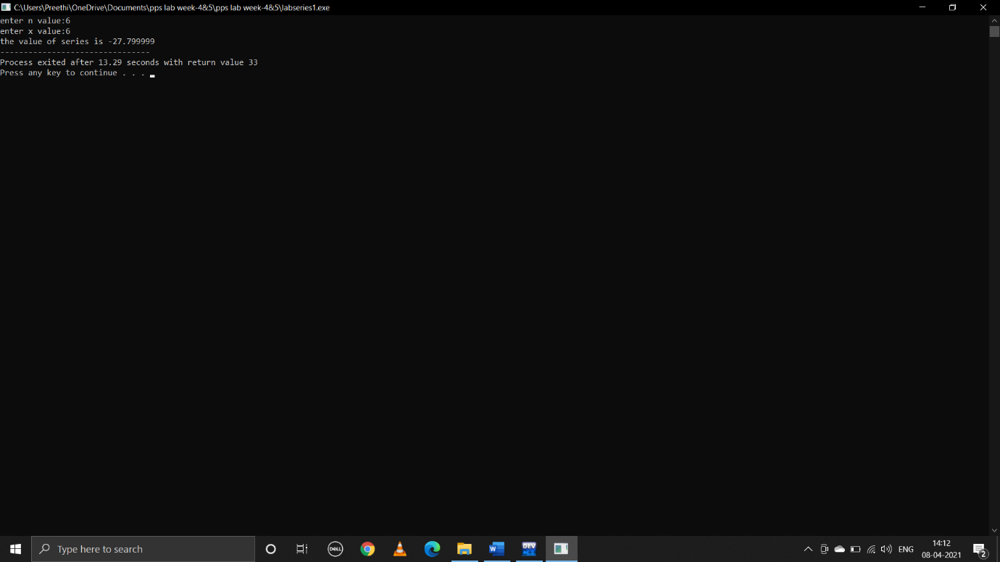 C:\Users\Preethi\OneDrive\Documents\pps lab week-4&5\pps lab week-4&5\labseries1.exe
enter n value:6
enter x value:6
the value of series is -27.799999
--------------------------------
Process exited after 13.29 seconds with return value 33
Press any key to continue . . .
Type here to search
DELL
W
DEV
C++
ENG
14:12
08-04-2021
2